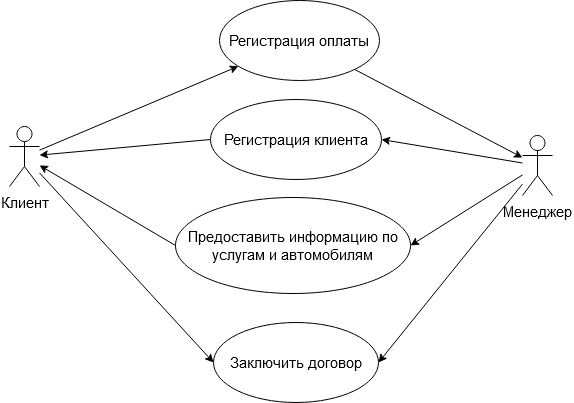 Регистрация оплаты
Регистрация клиента
Клиент
Менеджер
Предоставить информацию по
услугам и автомобилям
Заключить договор